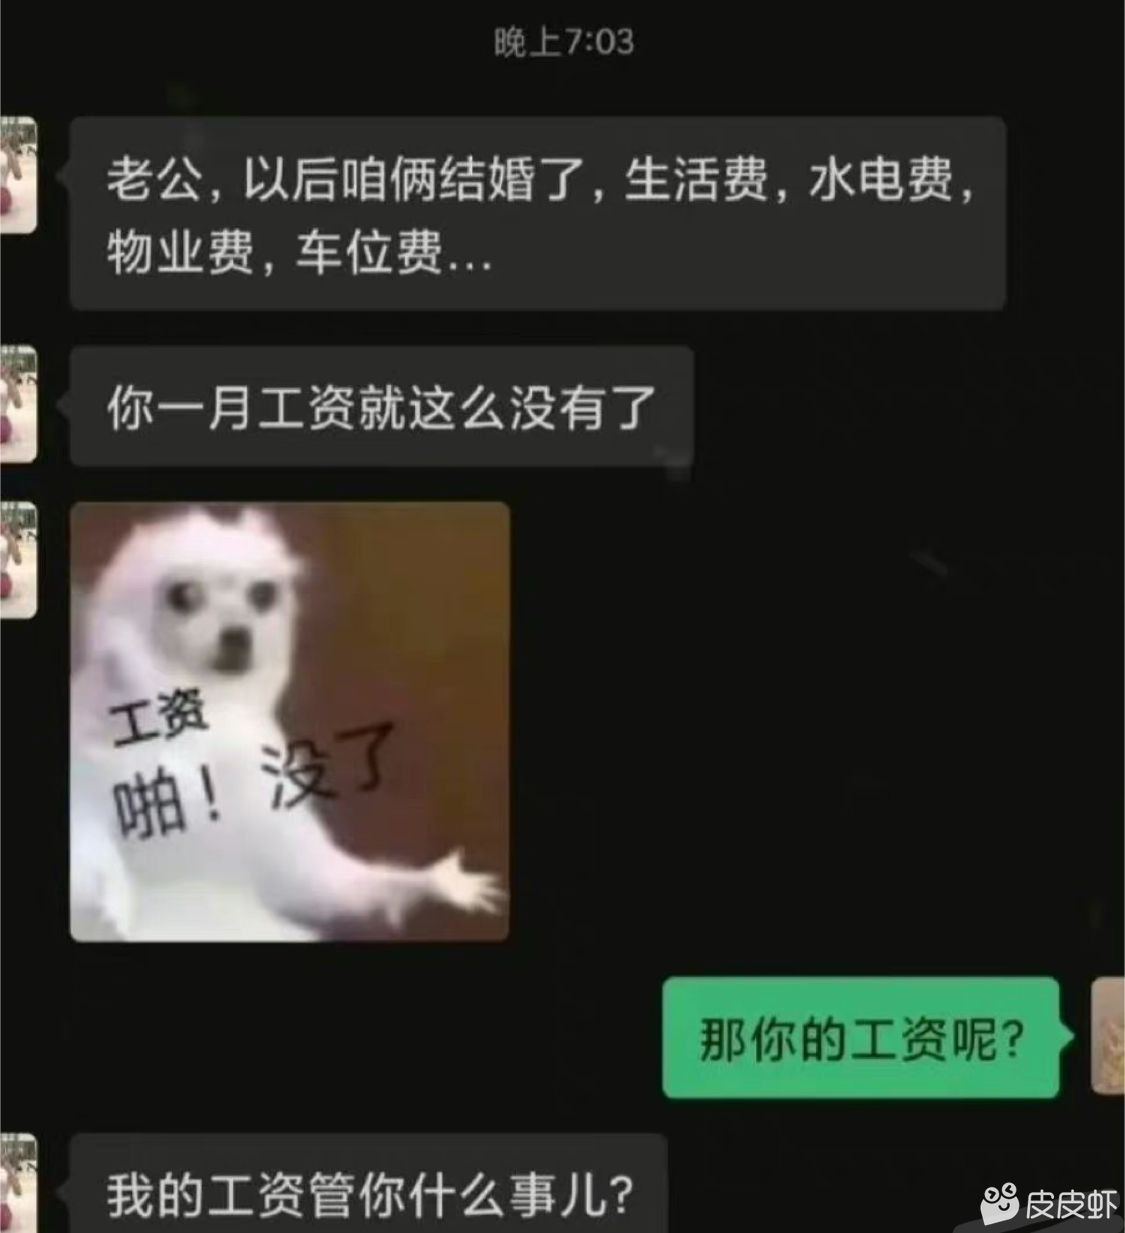 晚上7:03
老公，以后咱俩结婚了，生活费，水电费，
物业费，车位费...
你一月工资就这么没有了
工资
啪！没了
那你的工资呢？
我的工资管你什么事儿？
皮皮虾